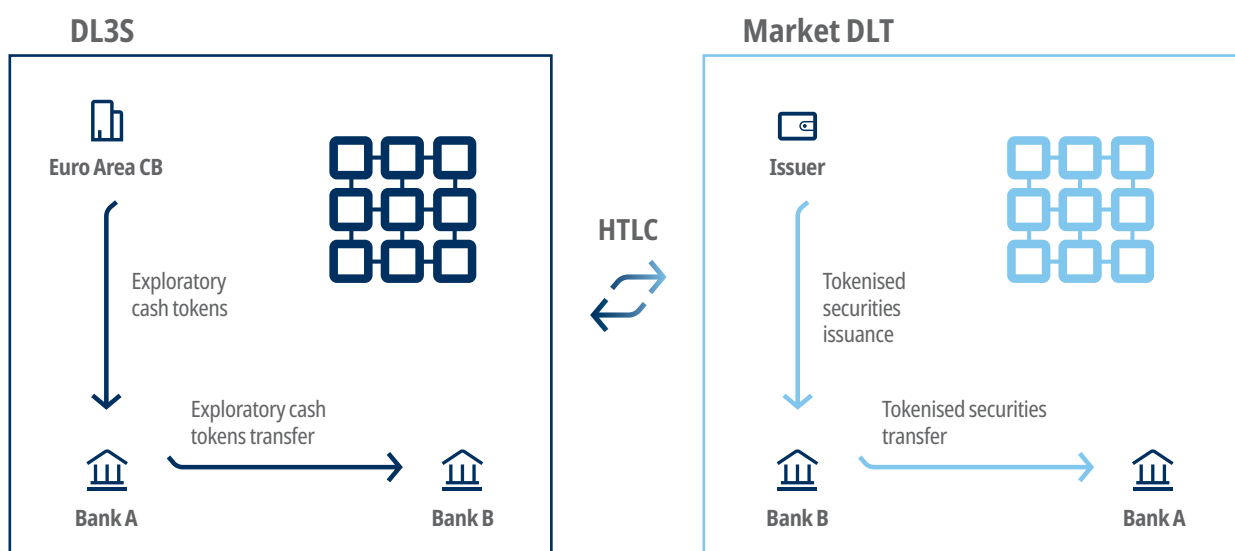 DL3S
Euro Area CB
Exploratory
cash tokens
Exploratory cash
tokens transfer
Bank A
Bank B
HTLC
Market DLT
Issuer
Tokenised
securities
issuance
Tokenised securities
transfer
Bank B
Bank A